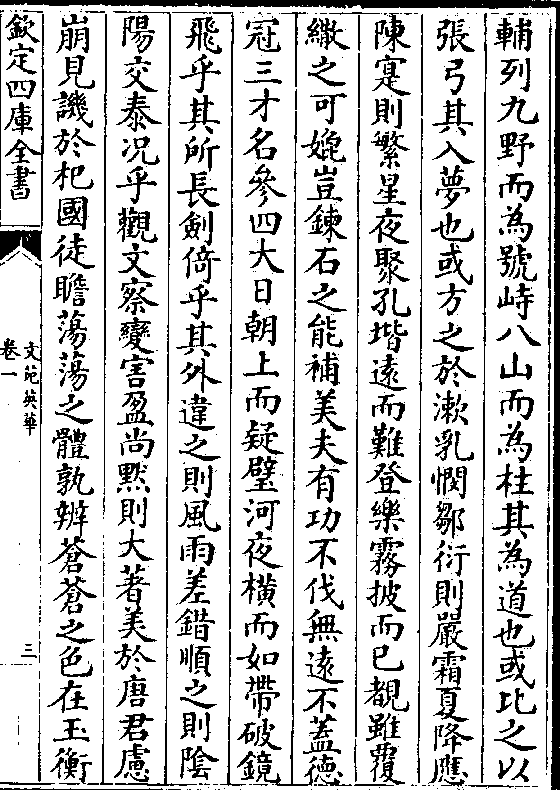 輔列九野而為號峙八山而為柱其為道也或比之以
張弓其入夢也或方之於漱乳憫鄒衍則嚴霜夏降應
陳寔則繁星夜聚孔堦遠而難登樂霧披而已覩雖覆
繖之可媲豈鍊石之能補美夫有功不伐無遠不蓋德
冠三才名參四大日朝上而疑璧河夜橫而如帶破鏡
飛乎其所長劍倚乎其外違之則風雨差錯順之則陰
陽交泰况乎觀文察變害盈尚黙則大著美於唐君慮
崩見譏於杞國徒瞻蕩蕩之體孰辨蒼蒼之色在玉衡
欽定四庫全書
文苑英華
卷一
三